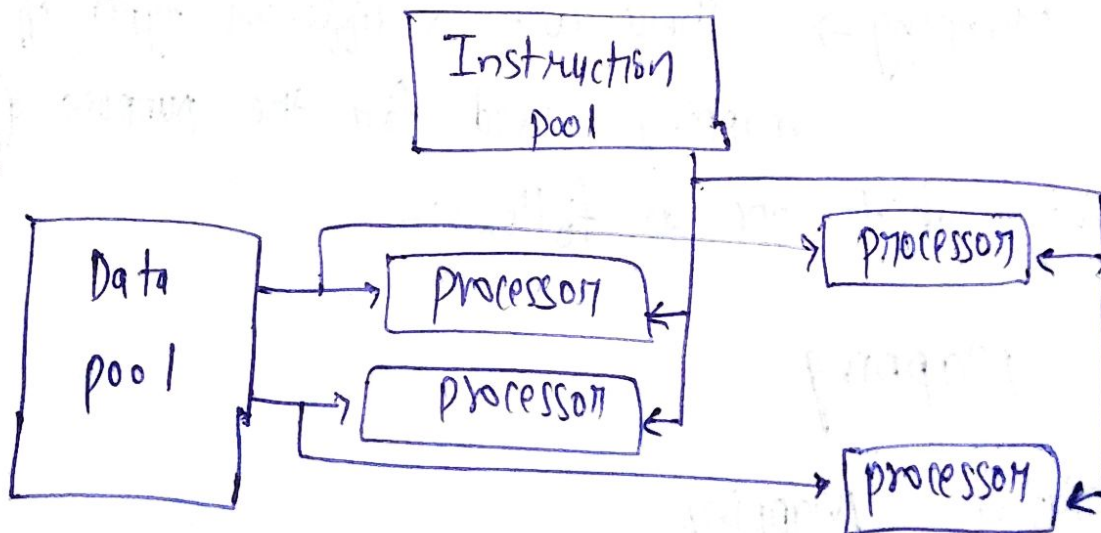 Instruction
pool
Data
pool
processor
processor
processor
processor